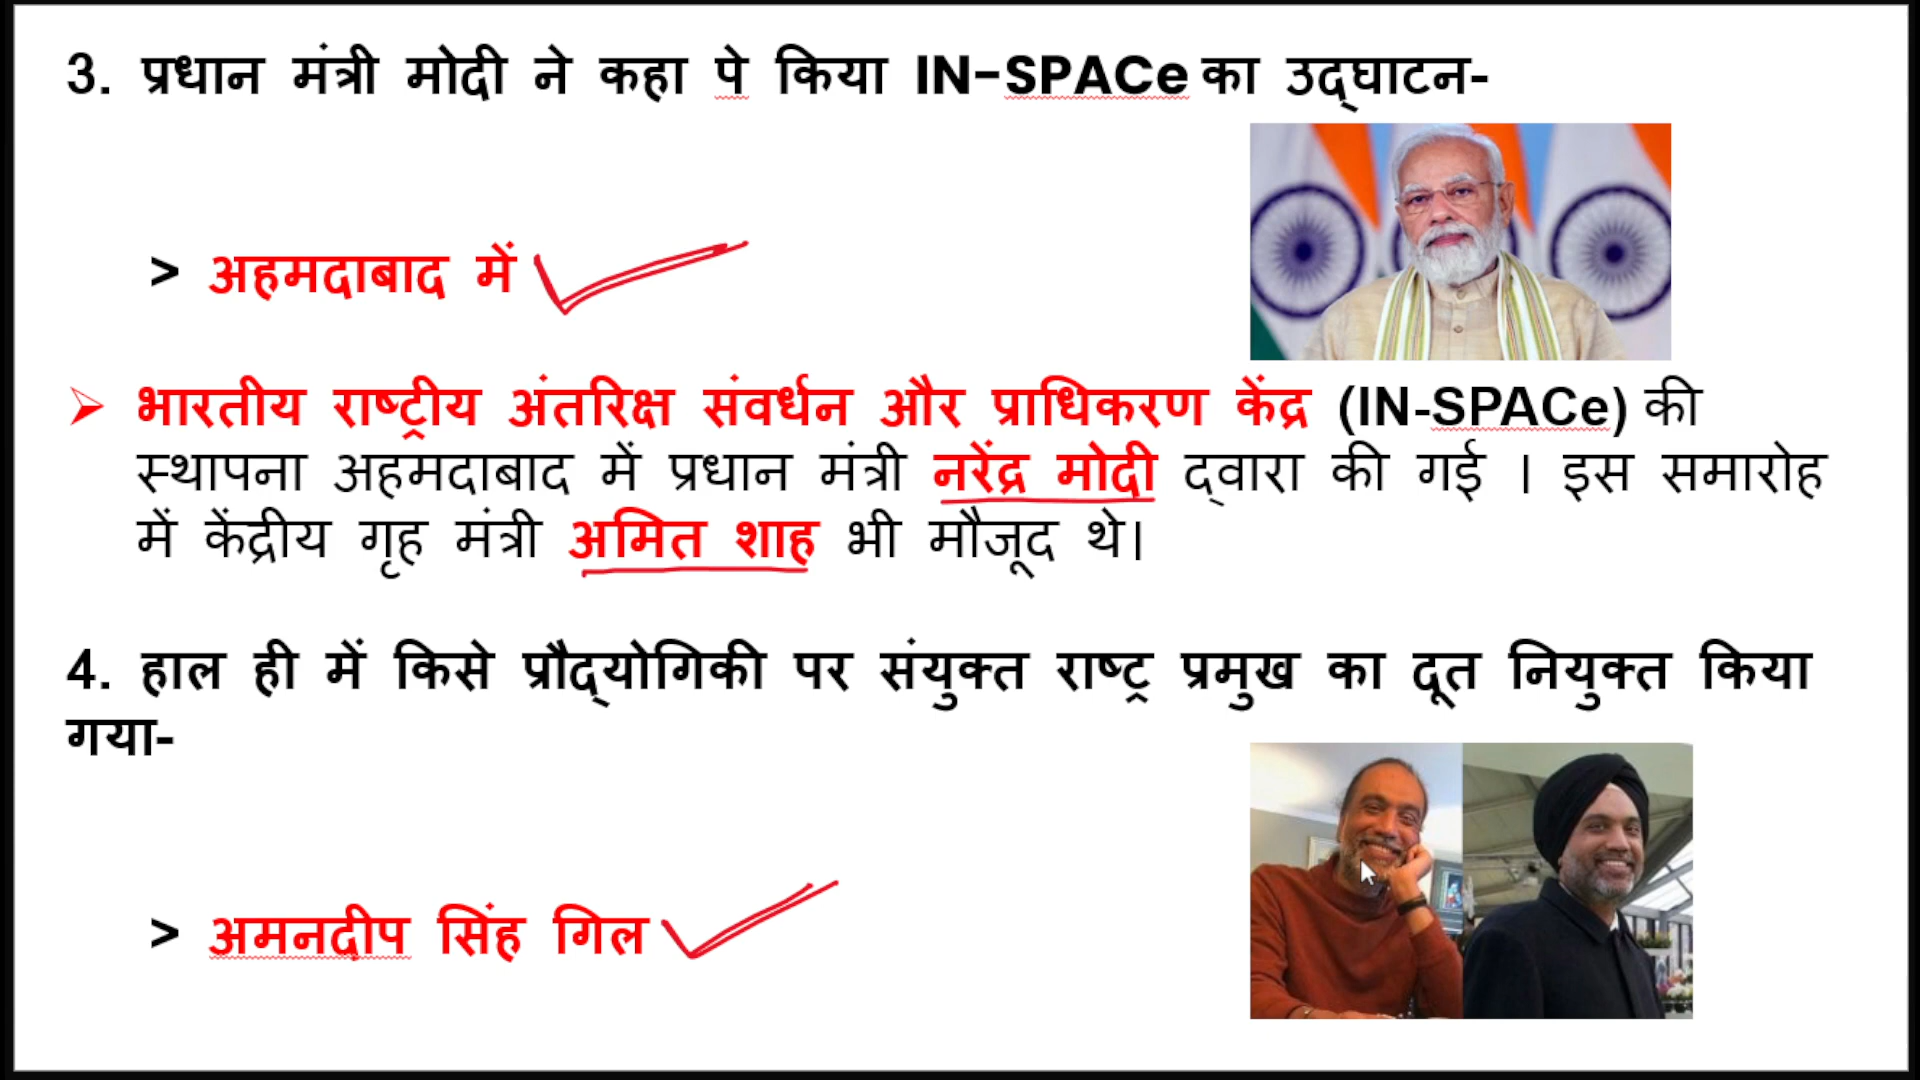 3. प्रधान मंत्री मोदी ने कहा पे किया IN-SPACe का उद्घाटन-
> अहमदाबाद में
➢ भारतीय राष्ट्रीय अंतरिक्ष संवर्धन और प्राधिकरण केंद्र (IN-SPACe) की
स्थापना अहमदाबाद में प्रधान मंत्री नरेंद्र मोदी द्वारा की गई । इस समारोह
में केंद्रीय गृह मंत्री अमित शाह भी मौजूद थे।
4. हाल ही में किसे प्रौद्योगिकी पर संयुक्त राष्ट्र प्रमुख का दूत नियुक्त किया
गया-
> अमनदीप सिंह गिल